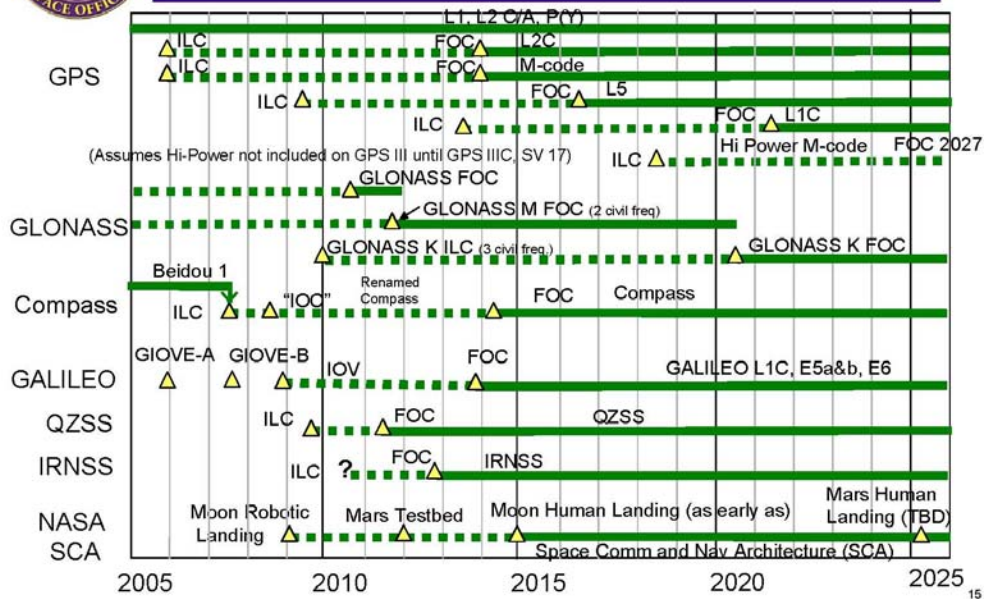 ACE OFFIC
L1, L2 C/A, P(Y)
ILC FOC L2C
GPS
ILC FOC M-code
ILC FOC L5
ILC FOC L1C
(Assumes Hi-Power not included on GPS III until GPS IIIC, SV 17)
ILC Hi Power M-code FOC 2027
GLONASS FOC
GLONASS
GLONASS M FOC (2 civil freq)
GLONASS K ILC (3 civil freq.)
GLONASS K FOC
Beidou 1
Compass
ILC "IOC"
Renamed
Compass
FOC Compass
GIOVE-A GIOVE-B
GALILEO
IOV
FOC
GALILEO L1C, E5a&b, E6
QZSS
ILC FOC QZSS
IRNSS
ILC ? FOC IRNSS
NASA
SCA
Moon Robotic
Landing
Mars Testbed
Moon Human Landing (as early as)
Mars Human
Landing (TBD)
Space Comm and Nav Architecture (SCA)
2005 2010 2015 2020 2025
15